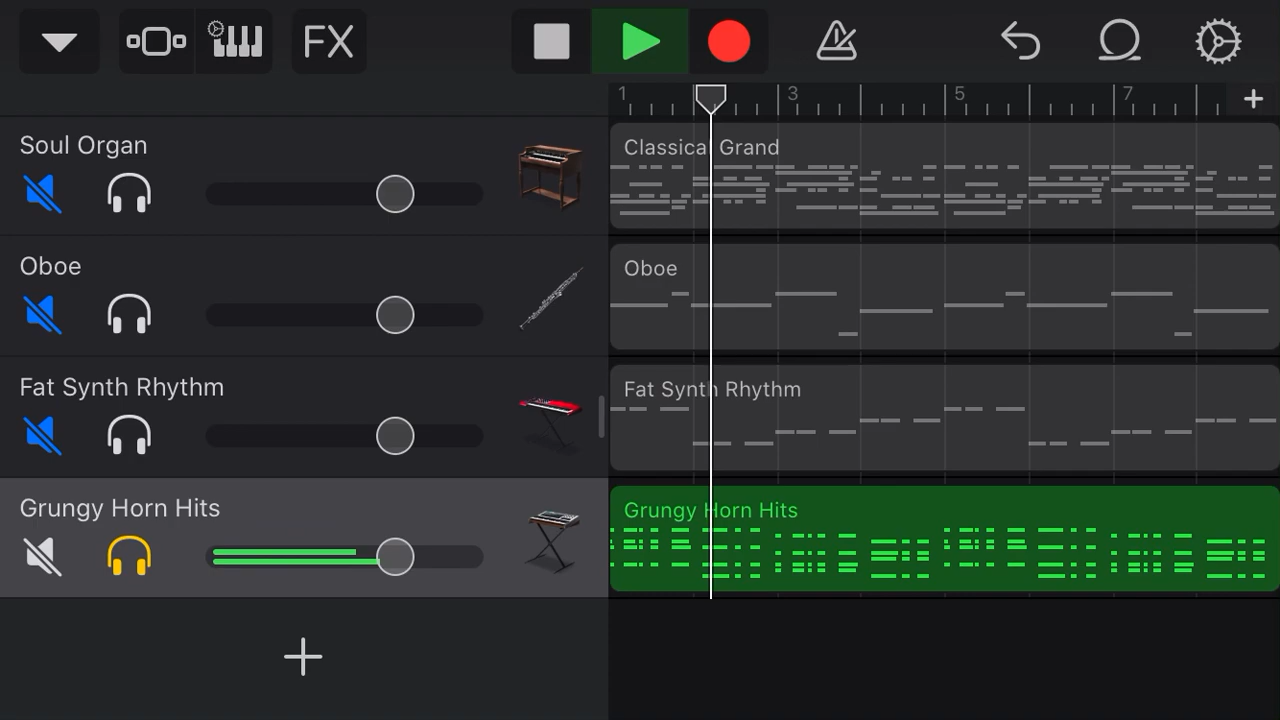 FX
1 3 5 7
Soul Organ
Classical Grand
Oboe
Oboe
Fat Synth Rhythm
Fat Synth Rhythm
Grungy Horn Hits
Grungy Horn Hits